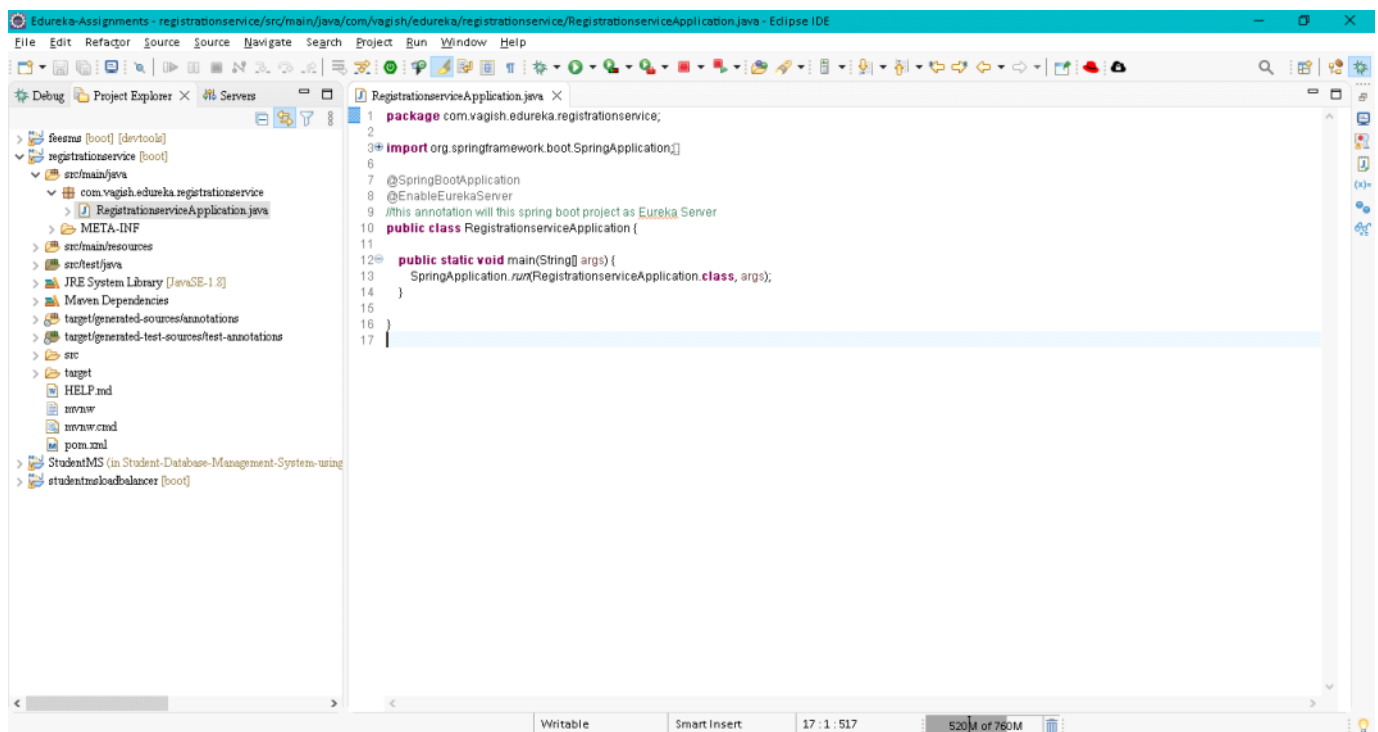 Edureka-Assignments - registrationservice/src/main/java/com/vagish/edureka/registrationservice/RegistrationserviceApplication.java - Eclipse IDE
File Edit Refactor Source Source Navigate Search Project Run Window Help
Debug Project Explorer Servers
RegistrationserviceApplication.java
feesms [boot] [devtools]
registrationservice [boot]
src/main/java
com.vagish.edureka.registrationservice
RegistrationserviceApplication.java
META-INF
src/main/resources
src/test/java
JRE System Library [JavaSE-1.8]
Maven Dependencies
target/generated-sources/annotations
target/generated-test-sources/test-annotations
src
target
HELP.md
mvnw
mvnw.cmd
pom.xml
StudentMS (in Student-Database-Management-System-using
studentmsloadbalancer [boot]
1 package com.vagish.edureka.registrationservice;
2
3 import org.springframework.boot.SpringApplication;
6
7 @SpringBootApplication
8 @EnableEurekaServer
9 //this annotation will this spring boot project as Eureka Server
10 public class RegistrationserviceApplication {
11
12 public static void main(String[] args) {
13 SpringApplication.run(RegistrationserviceApplication.class, args);
14 }
15
16 }
17
(x)=
Writable
Smart Insert
17 : 1 : 517
520M of 760M